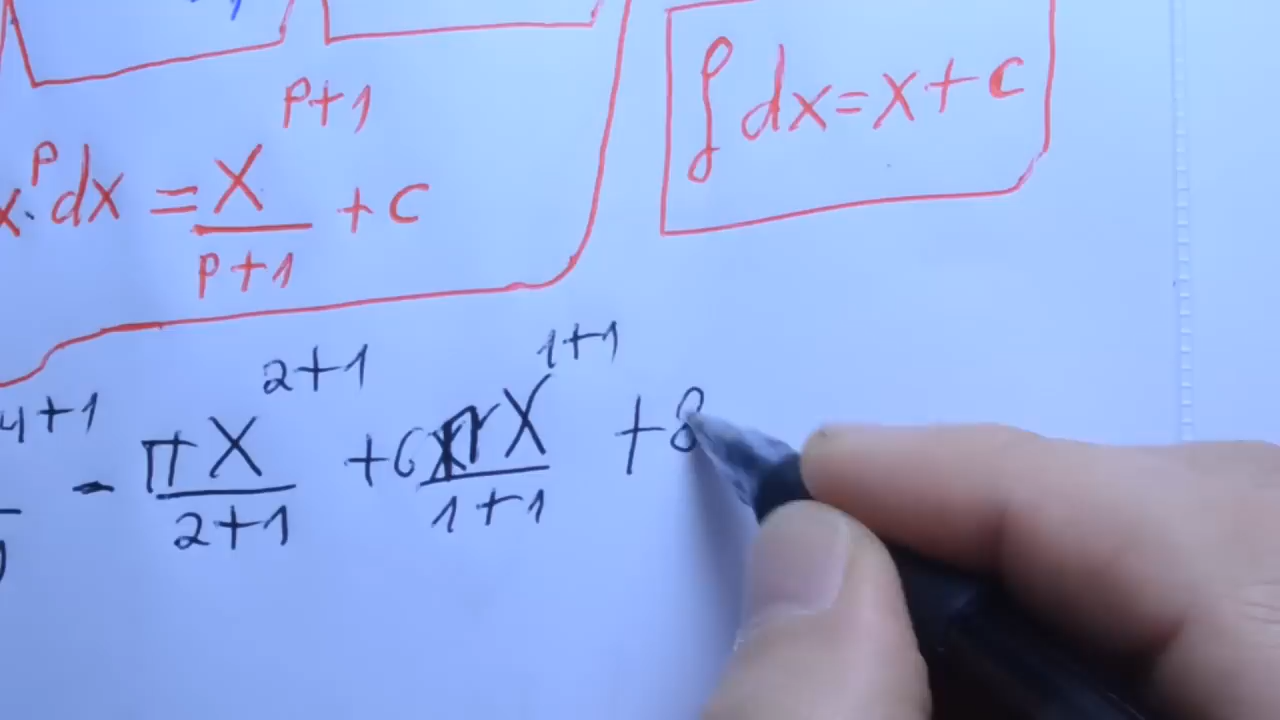 p+1
∫ dx = x + c
x.ᵖ dx = x
+ c
p+1
4+1
2+1
1+1
- πx
+6πx
+8
2+1
1+1